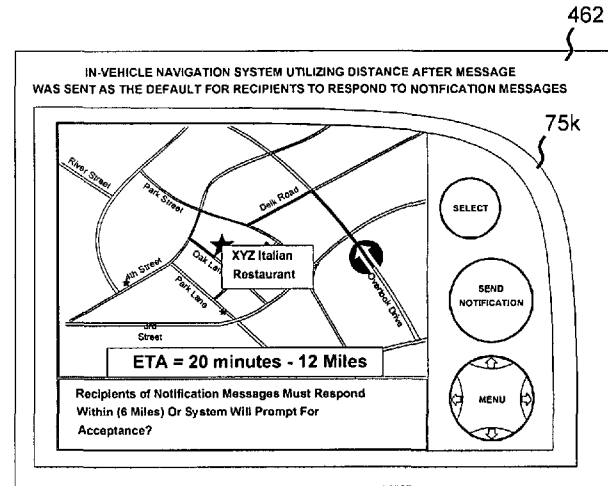 462
IN-VEHICLE NAVIGATION SYSTEM UTILIZING DISTANCE AFTER MESSAGE
WAS SENT AS THE DEFAULT FOR RECIPIENTS TO RESPOND TO NOTIFICATION MESSAGES
75k
River Street
Park Street
Delk Road
SELECT
XYZ Italian
Restaurant
Oak Lane
4th Street
Park Lane
Overlook Drive
SEND
NOTIFICATION
3rd
Street
ETA = 20 minutes - 12 Miles
Recipients of Notification Messages Must Respond
Within (6 Miles) Or System Will Prompt For
Acceptance?
MENU